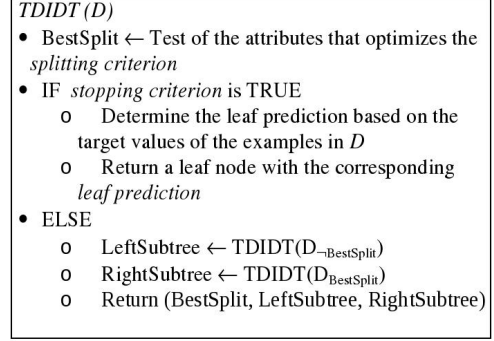 TDIDT (D)
• BestSplit ← Test of the attributes that optimizes the
splitting criterion
• IF stopping criterion is TRUE
o Determine the leaf prediction based on the
target values of the examples in D
o Return a leaf node with the corresponding
leaf prediction
• ELSE
o LeftSubtree ← TDIDT(D¬BestSplit)
o RightSubtree ← TDIDT(DBestSplit)
o Return (BestSplit, LeftSubtree, RightSubtree)